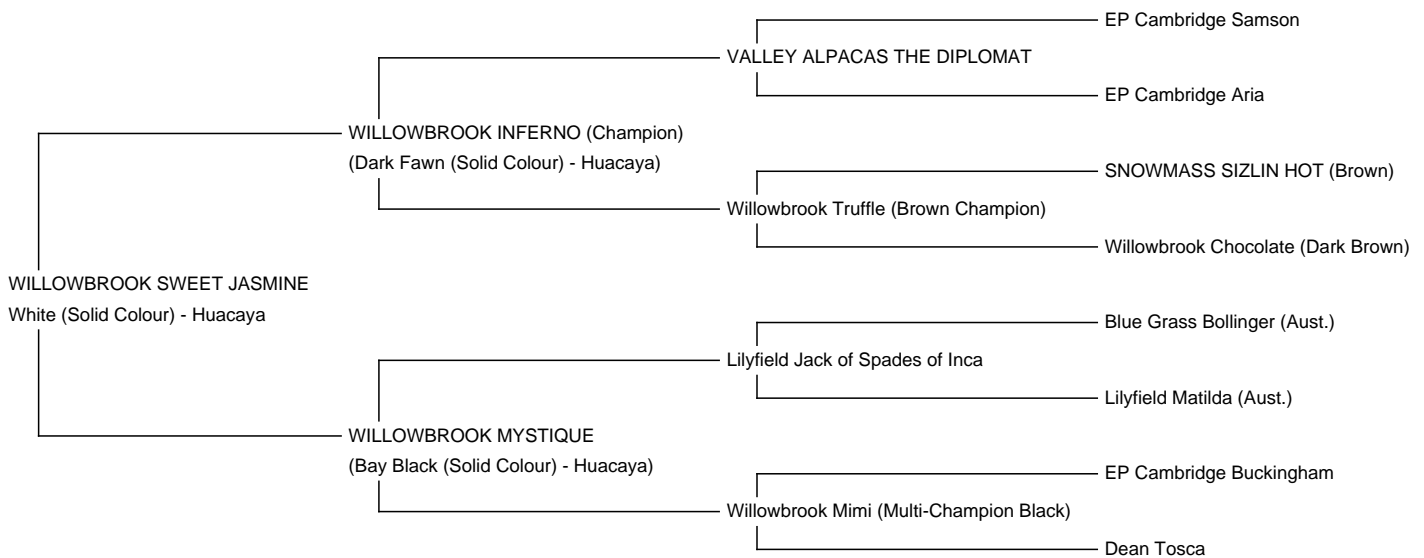 EP Cambridge Samson
VALLEY ALPACAS THE DIPLOMAT
EP Cambridge Aria
WILLOWBROOK INFERNO (Champion)
(Dark Fawn (Solid Colour) - Huacaya)
SNOWMASS SIZLIN HOT (Brown)
Willowbrook Truffle (Brown Champion)
Willowbrook Chocolate (Dark Brown)
WILLOWBROOK SWEET JASMINE
White (Solid Colour) - Huacaya
Blue Grass Bollinger (Aust.)
Lilyfield Jack of Spades of Inca
Lilyfield Matilda (Aust.)
WILLOWBROOK MYSTIQUE
(Bay Black (Solid Colour) - Huacaya)
EP Cambridge Buckingham
Willowbrook Mimi (Multi-Champion Black)
Dean Tosca